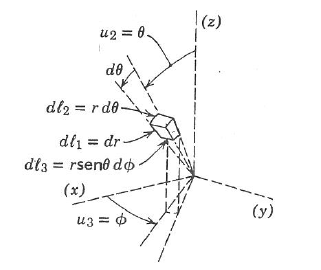 (z)
u₂ = θ
dθ
dℓ₂ = r dθ
dℓ₁ = dr
dℓ₃ = rsenθ dϕ
(x)
(y)
u₃ = ϕ